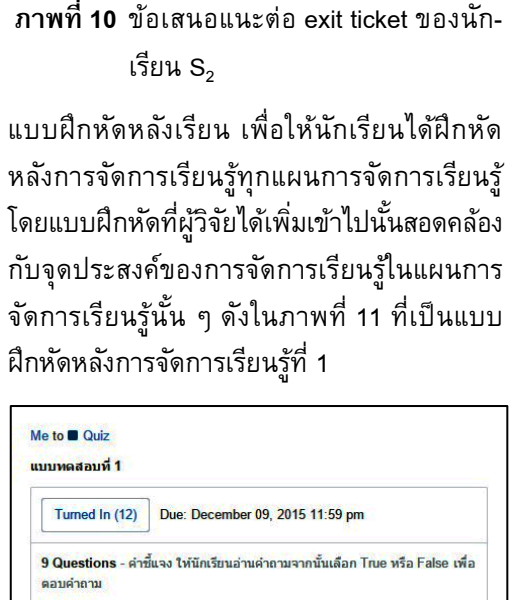 ภาพที่ 10 ข้อเสนอแนะต่อ exit ticket ของนัก-
เรียน S2
แบบฝึกหัดหลังเรียน เพื่อให้นักเรียนได้ฝึกหัด
หลังการจัดการเรียนรู้ทุกแผนการจัดการเรียนรู้
โดยแบบฝึกหัดที่ผู้วิจัยได้เพิ่มเข้าไปนั้นสอดคล้อง
กับจุดประสงค์ของการจัดการเรียนรู้ในแผนการ
จัดการเรียนรู้นั้น ๆ ดังในภาพที่ 11 ที่เป็นแบบ
ฝึกหัดหลังการจัดการเรียนรู้ที่ 1
Me to Quiz
แบบทดสอบที่ 1
Turned In (12) Due: December 09, 2015 11:59 pm
9 Questions - คำชี้แจง ให้นักเรียนอ่านคำถามจากนั้นเลือก True หรือ False เพื่อ
ตอบคำถาม